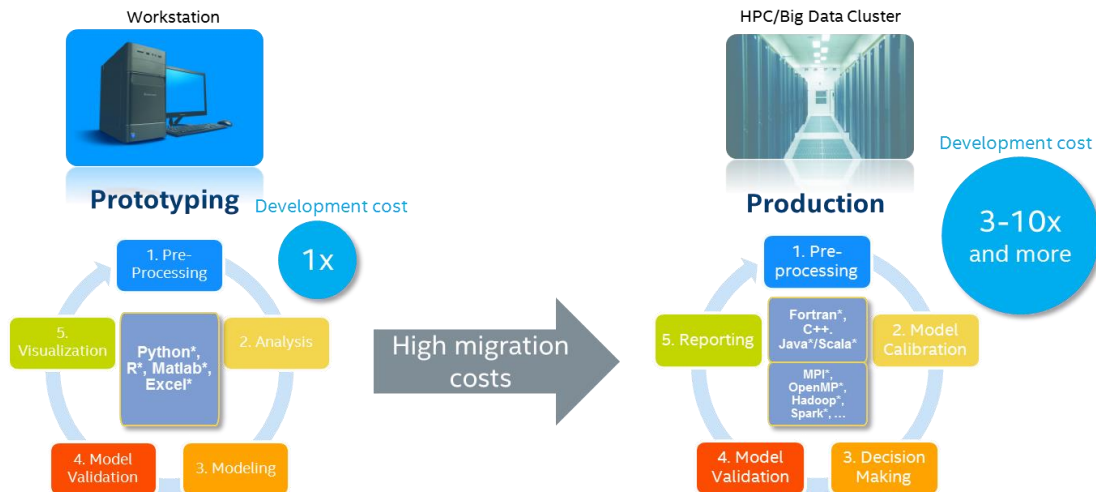 Workstation
Prototyping
Development cost
1x
1. Pre-
Processing
2. Analysis
3. Modeling
4. Model
Validation
5.
Visualization
Python*,
R*, Matlab*,
Excel*
High migration
costs
HPC/Big Data Cluster
Production
Development cost
3-10x
and more
1. Pre-
processing
2. Model
Calibration
3. Decision
Making
4. Model
Validation
5. Reporting
Fortran*,
C++.
Java*/Scala*
MPI*,
OpenMP*,
Hadoop*,
Spark*, ...